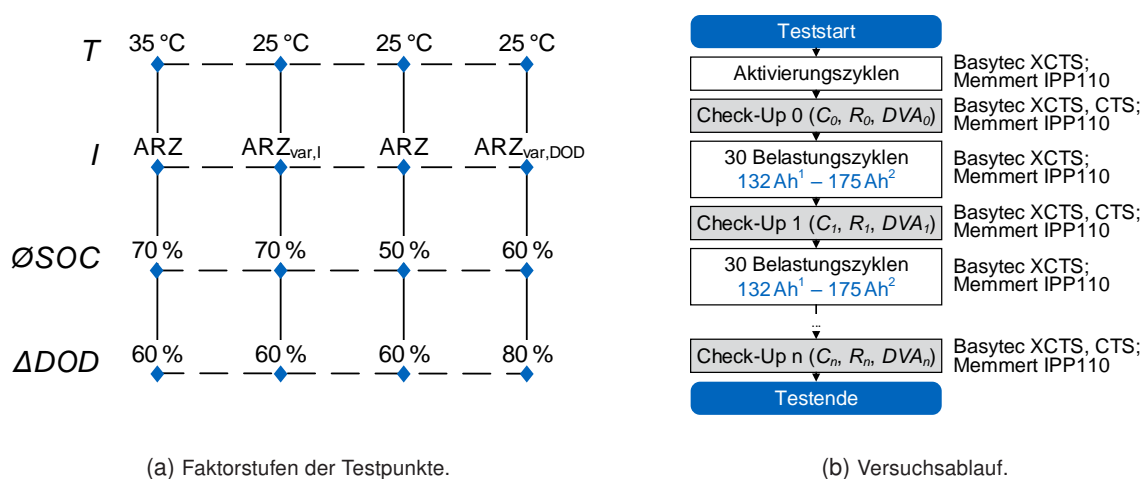 T 35 °C 25 °C 25 °C 25 °C
I ARZ ARZvar,I ARZ ARZvar,DOD
ØSOC 70 % 70 % 50 % 60 %
ΔDOD 60 % 60 % 60 % 80 %
(a) Faktorstufen der Testpunkte.
Teststart
Aktivierungszyklen
Basytec XCTS;
Memmert IPP110
Check-Up 0 (C0, R0, DVA0)
Basytec XCTS, CTS;
Memmert IPP110
30 Belastungszyklen
132 Ah¹ – 175 Ah²
Basytec XCTS;
Memmert IPP110
Check-Up 1 (C1, R1, DVA1)
Basytec XCTS, CTS;
Memmert IPP110
30 Belastungszyklen
132 Ah¹ – 175 Ah²
Basytec XCTS;
Memmert IPP110
...
Check-Up n (Cn, Rn, DVAn)
Basytec XCTS, CTS;
Memmert IPP110
Testende
(b) Versuchsablauf.